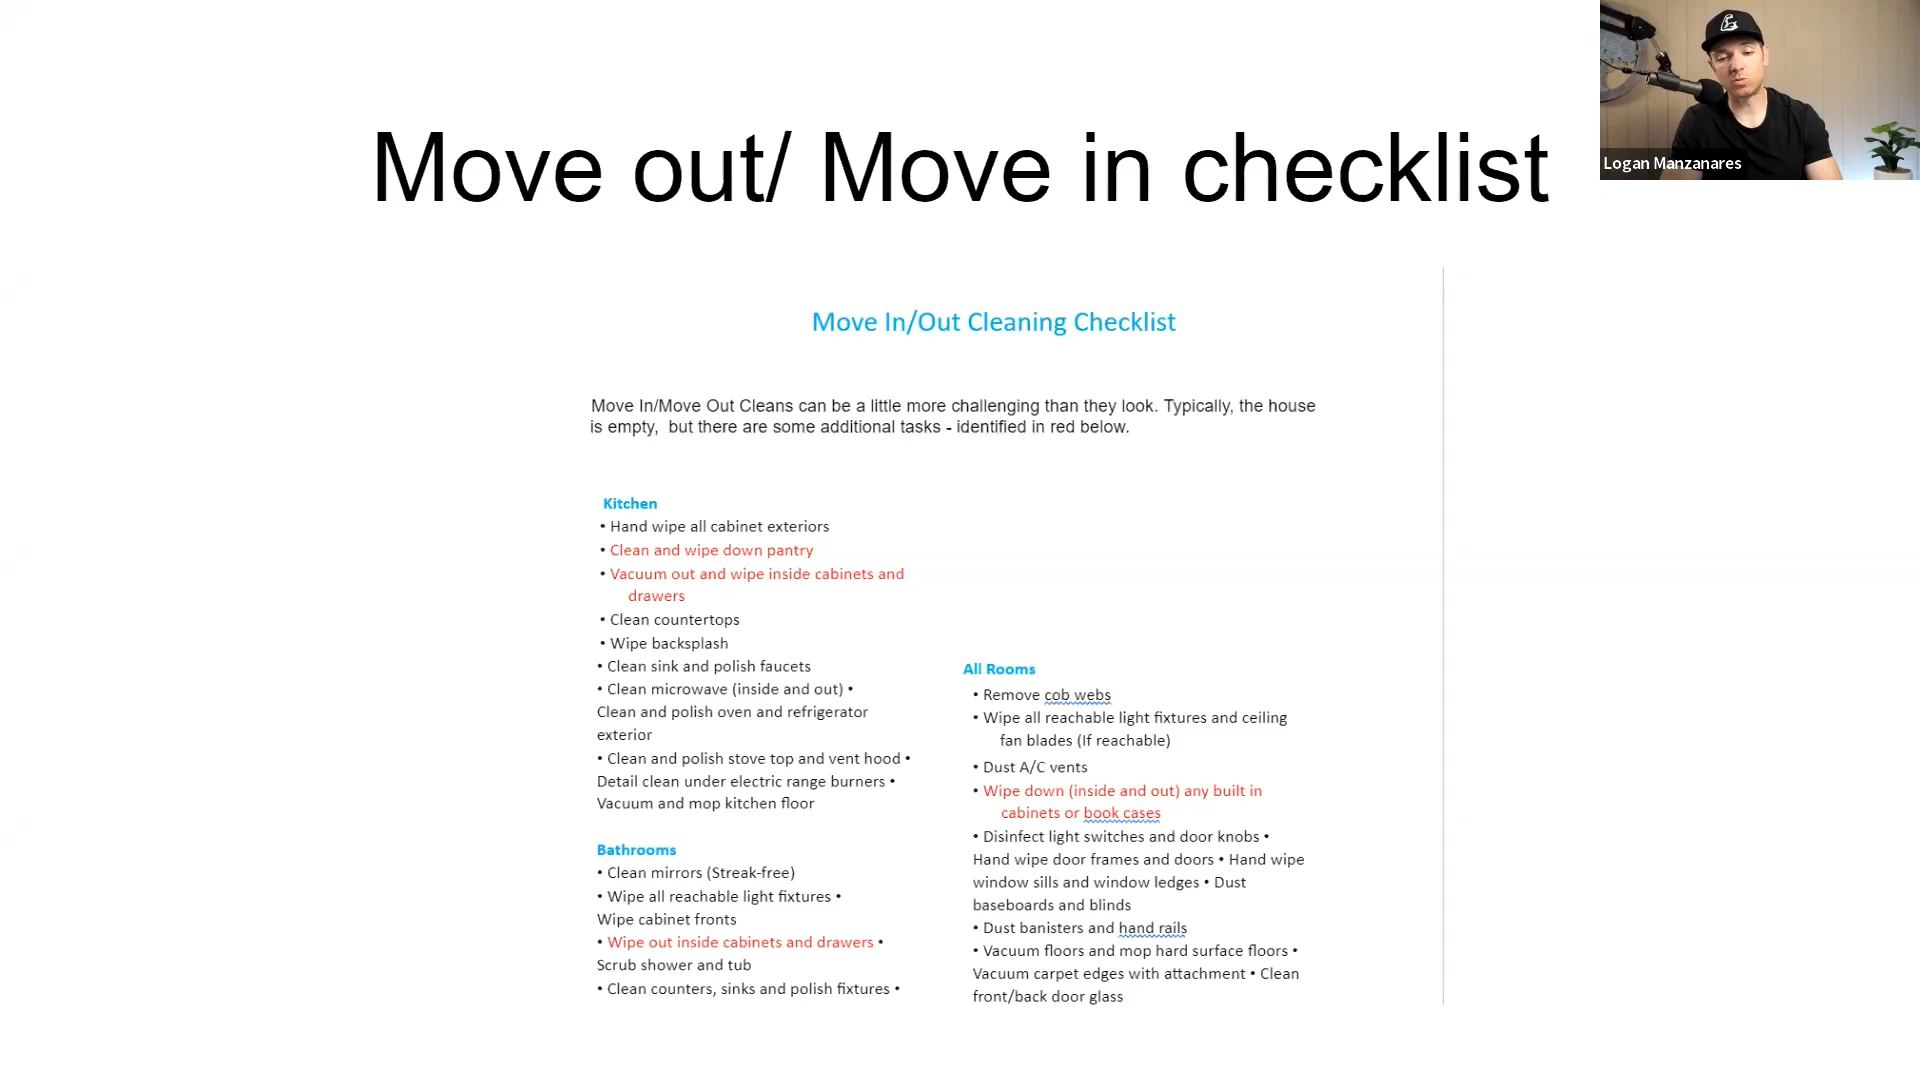 Move out/ Move in checklist
Logan Manzanares
Move In/Out Cleaning Checklist
Move In/Move Out Cleans can be a little more challenging than they look. Typically, the house
is empty,  but there are some additional tasks - identified in red below.
Kitchen
• Hand wipe all cabinet exteriors
• Clean and wipe down pantry
• Vacuum out and wipe inside cabinets and
drawers
• Clean countertops
• Wipe backsplash
• Clean sink and polish faucets
• Clean microwave (inside and out) •
Clean and polish oven and refrigerator
exterior
• Clean and polish stove top and vent hood •
Detail clean under electric range burners •
Vacuum and mop kitchen floor
Bathrooms
• Clean mirrors (Streak-free)
• Wipe all reachable light fixtures •
Wipe cabinet fronts
• Wipe out inside cabinets and drawers •
Scrub shower and tub
• Clean counters, sinks and polish fixtures •
All Rooms
• Remove cob webs
• Wipe all reachable light fixtures and ceiling
fan blades (If reachable)
• Dust A/C vents
• Wipe down (inside and out) any built in
cabinets or book cases
• Disinfect light switches and door knobs •
Hand wipe door frames and doors • Hand wipe
window sills and window ledges • Dust
baseboards and blinds
• Dust banisters and hand rails
• Vacuum floors and mop hard surface floors •
Vacuum carpet edges with attachment • Clean
front/back door glass